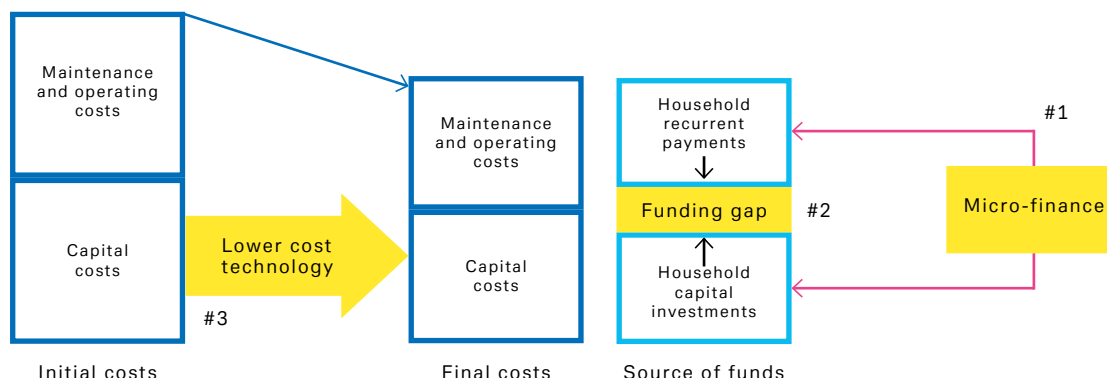 Maintenance
and operating
costs
Capital
costs
Initial costs
Lower cost
technology
#3
Maintenance
and operating
costs
Capital
costs
Final costs
Household
recurrent
payments
Funding gap
#2
Household
capital
investments
Source of funds
#1
Micro-finance